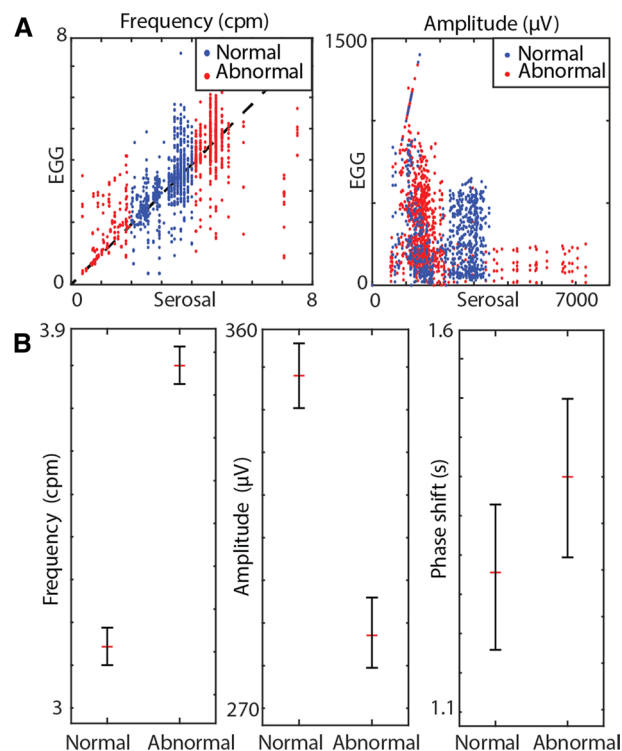 A
Frequency (cpm)
Amplitude (μV)
8
Normal
Abnormal
EGG
0
0
Serosal
8
1500
Normal
Abnormal
EGG
0
0
Serosal
7000
B
3.9
Frequency (cpm)
3
Normal
Abnormal
360
Amplitude (μV)
270
Normal
Abnormal
1.6
Phase shift (s)
1.1
Normal
Abnormal